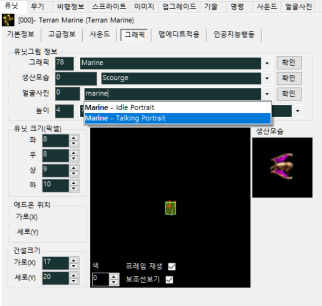 유닛 무기 비행정보 스프라이트 이미지 업그레이드 기술 명령 사운드 얼굴사진
[000]- Terran Marine (Terran Marine)
기본정보 고급정보 사운드 그래픽 맵에디트적용 인공지능행동
유닛그림 정보
그래픽 78 Marine 확인
생산모습 0 Scourge 확인
얼굴사진 0 marine 확인
Marine - Idle Portrait
높이 4
Marine - Talking Portrait
유닛 크기(픽셀)
생산모습
좌 8
우 8
상 9
하 10
애드온 위치
가로(X)
세로(Y)
건설크기
가로(X) 17
색 프레임 재생
세로(Y) 20
0 보조선보기